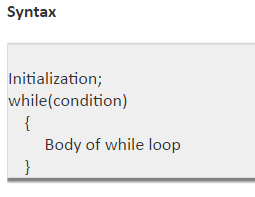 Syntax
Initialization;
while(condition)
{
Body of while loop
}